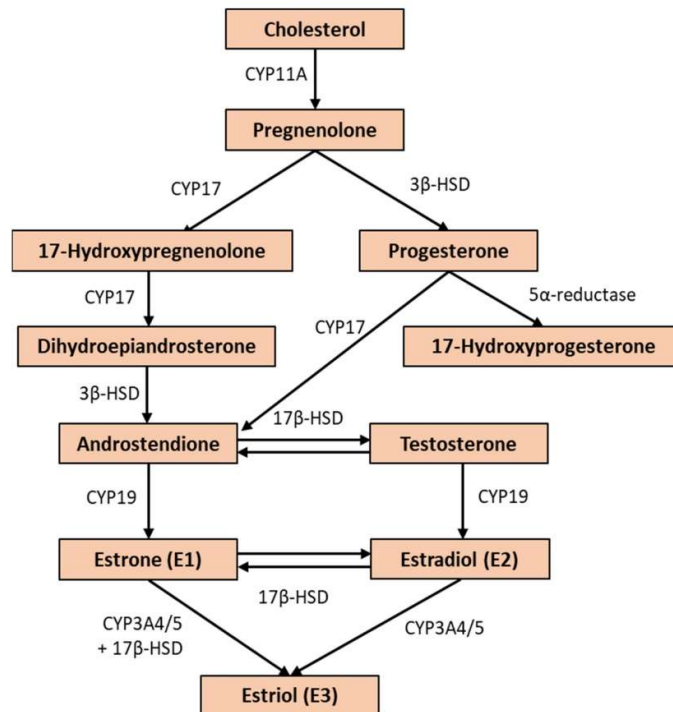 Cholesterol
CYP11A
Pregnenolone
CYP17
3β-HSD
17-Hydroxypregnenolone
Progesterone
CYP17
5α-reductase
CYP17
Dihydroepiandrosterone
17-Hydroxyprogesterone
3β-HSD
17β-HSD
Androstendione
Testosterone
CYP19
CYP19
Estrone (E1)
Estradiol (E2)
17β-HSD
CYP3A4/5
+ 17β-HSD
CYP3A4/5
Estriol (E3)